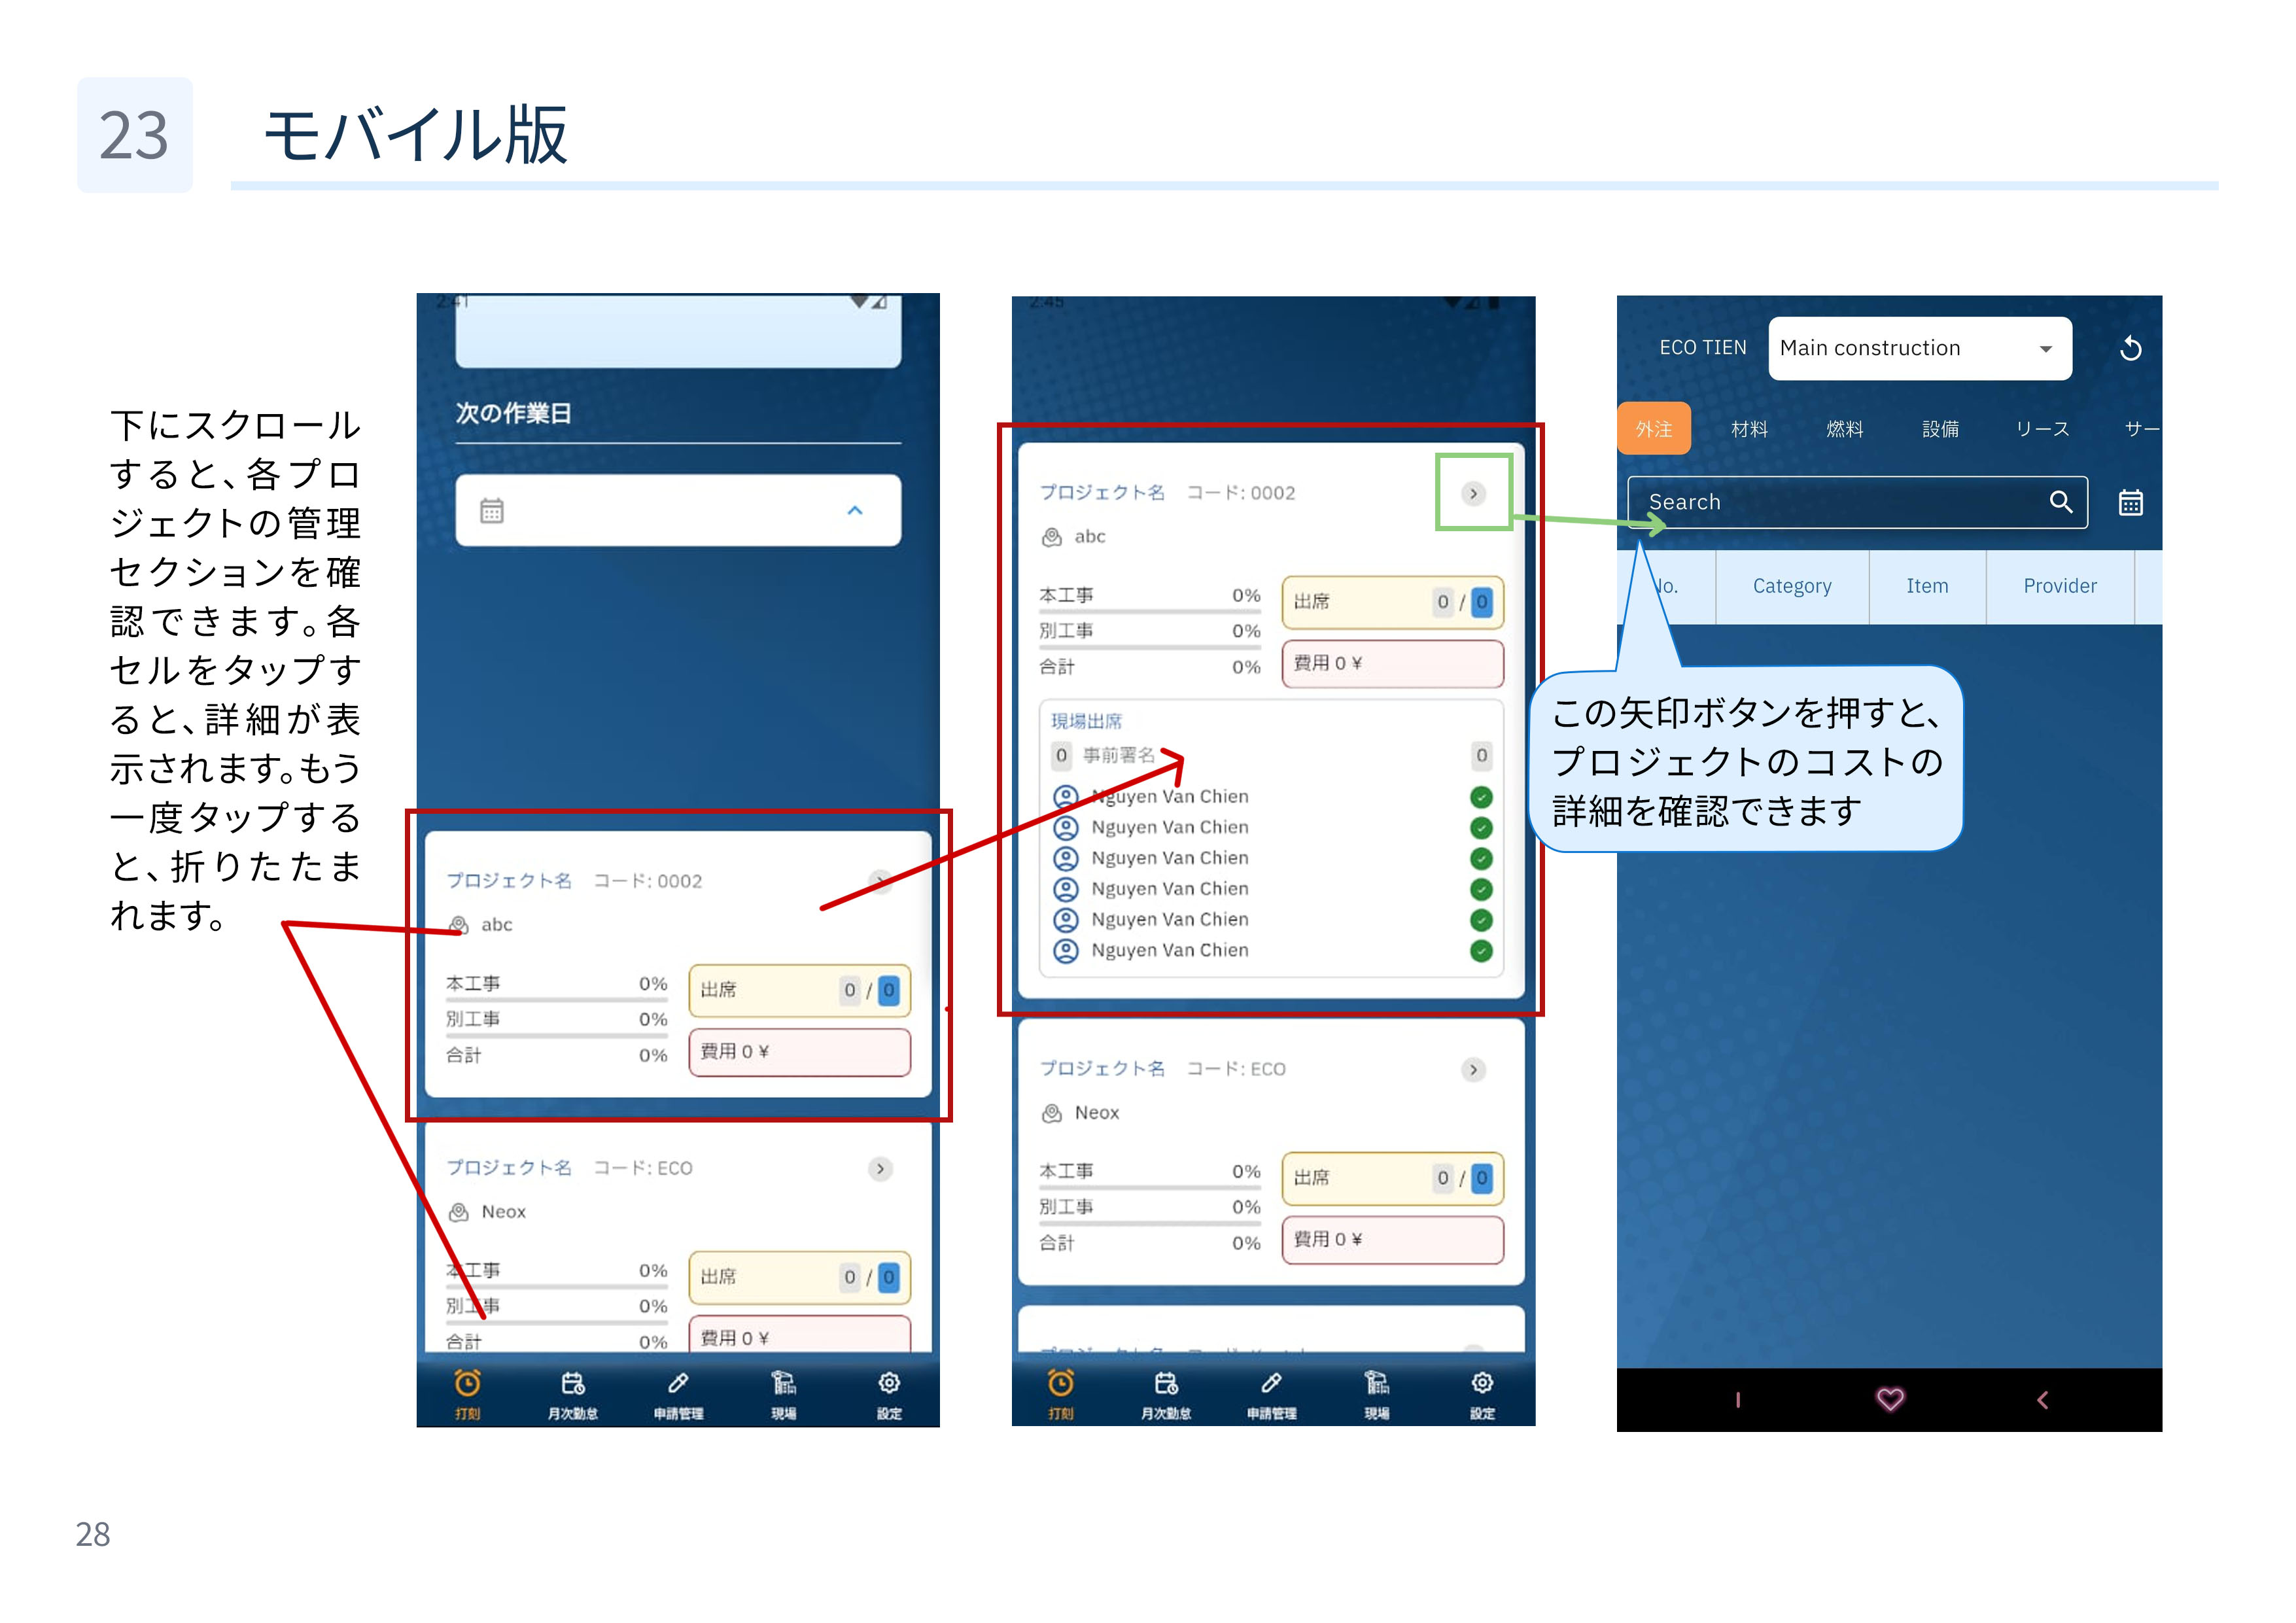 23
モバイル版
下にスクロール
すると、各プロ
ジェクトの管理
セクションを確
認できます。各
セルをタップす
ると、詳細が表
示されます。もう
一度タップする
と、折りたたま
れます。
2:41
次の作業日
プロジェクト名 コード: 0002
abc
本工事 0%
別工事 0%
合計 0%
出席 0 / 0
費用 0 ¥
プロジェクト名 コード: ECO
Neox
本工事 0%
別工事 0%
合計 0%
出席 0 / 0
費用 0 ¥
打刻 月次勤怠 申請管理 現場 設定
2:45
プロジェクト名 コード: 0002
abc
本工事 0%
別工事 0%
合計 0%
出席 0 / 0
費用 0 ¥
現場出席
0 事前署名 0
Nguyen Van Chien
Nguyen Van Chien
Nguyen Van Chien
Nguyen Van Chien
Nguyen Van Chien
Nguyen Van Chien
プロジェクト名 コード: ECO
Neox
本工事 0%
別工事 0%
合計 0%
出席 0 / 0
費用 0 ¥
打刻 月次勤怠 申請管理 現場 設定
ECO TIEN Main construction
外注 材料 燃料 設備 リース サー
Search
No. Category Item Provider
この矢印ボタンを押すと、
プロジェクトのコストの
詳細を確認できます
28